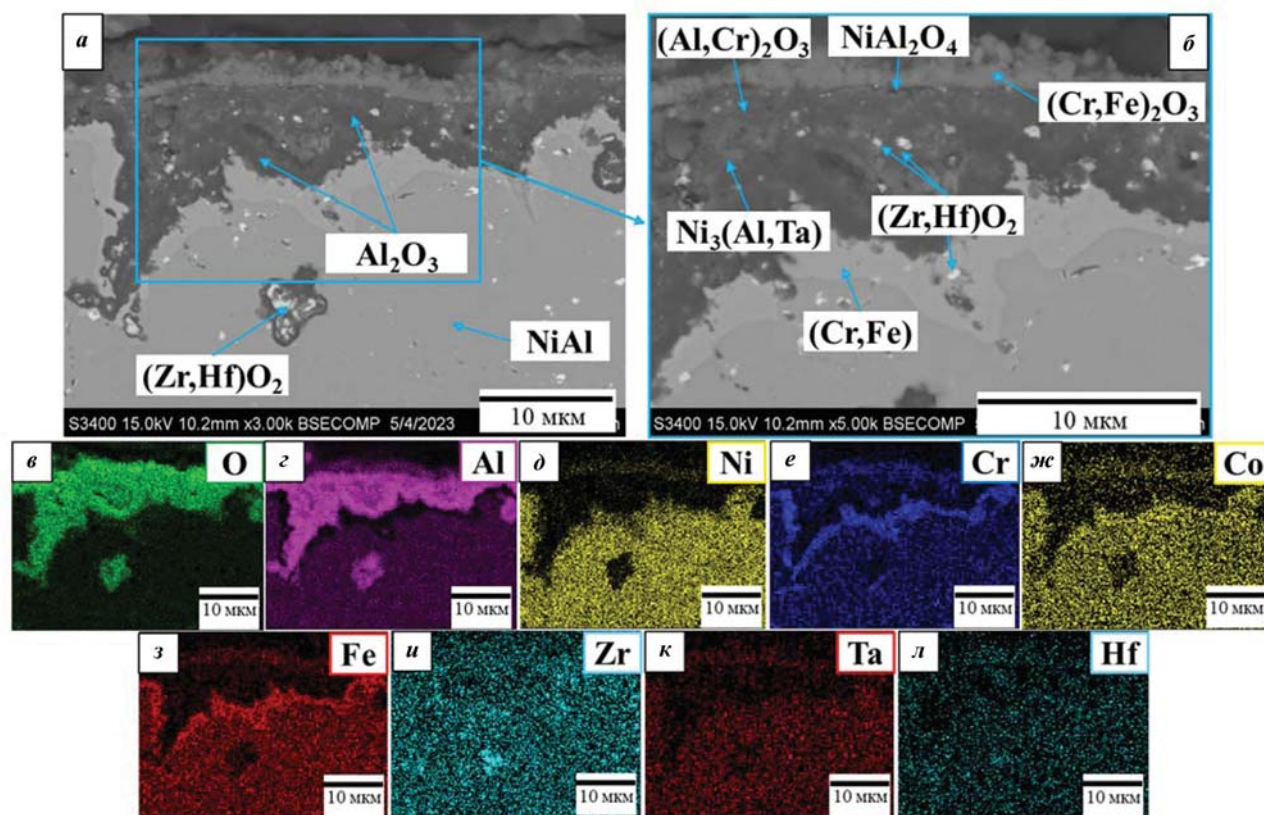 а
Al₂O₃
(Zr,Hf)O₂
NiAl
10 мкм
S3400 15.0kV 10.2mm x3.00k BSECOMP 5/4/2023
б
(Al,Cr)₂O₃
NiAl₂O₄
(Cr,Fe)₂O₃
Ni₃(Al,Ta)
(Zr,Hf)O₂
(Cr,Fe)
10 мкм
S3400 15.0kV 10.2mm x5.00k BSECOMP
в
O
10 мкм
г
Al
10 мкм
д
Ni
10 мкм
е
Cr
10 мкм
ж
Co
10 мкм
з
Fe
10 мкм
и
Zr
10 мкм
к
Ta
10 мкм
л
Hf
10 мкм